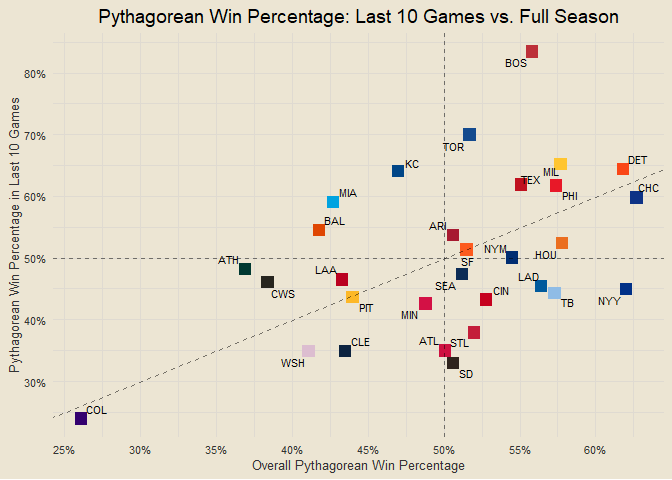 Pythagorean Win Percentage: Last 10 Games vs. Full Season
Pythagorean Win Percentage in Last 10 Games
80%
70%
60%
50%
40%
30%
BOS
TOR
KC
MIL
DET
TEX
CHC
MIA
PHI
BAL
ARI
NYM
HOU
SF
ATH
LAA
SEA
LAD
CWS
CIN
TB
NYY
PIT
MIN
CLE
ATL
STL
WSH
SD
COL
25%
30%
35%
40%
45%
50%
55%
60%
Overall Pythagorean Win Percentage